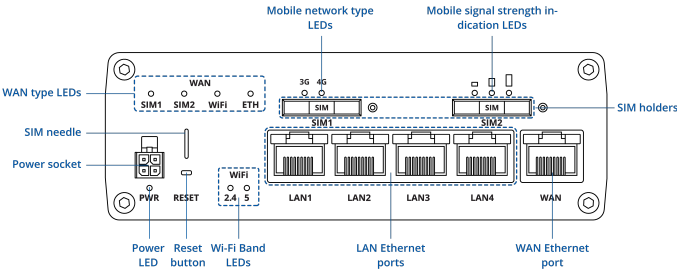 Mobile network type
LEDs
Mobile signal strength in-
dication LEDs
WAN type LEDs
WAN
SIM1 SIM2 WiFi ETH
3G 4G
SIM
SIM
SIM holders
SIM1
SIM2
SIM needle
Power socket
WiFi
2.4 5
PWR
RESET
LAN1
LAN2
LAN3
LAN4
WAN
Power
LED
Reset
button
Wi-Fi Band
LEDs
LAN Ethernet
ports
WAN Ethernet
port